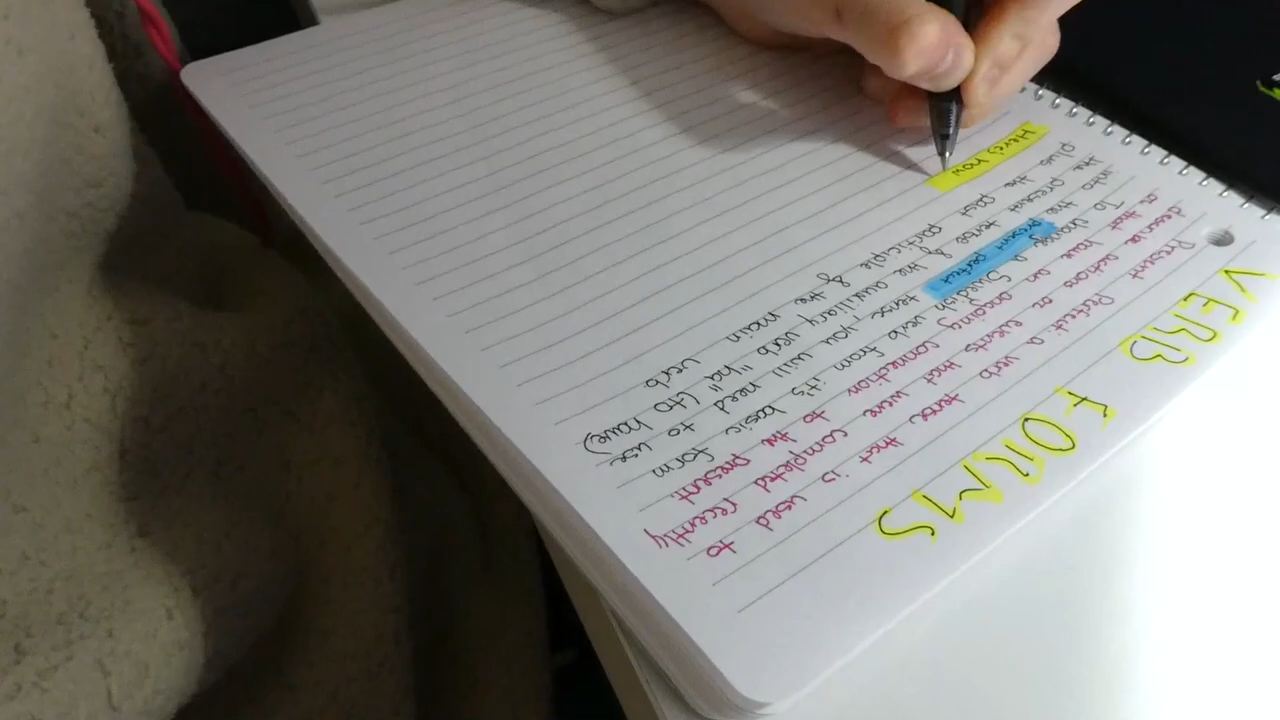 VERB FORMS
Present Perfect: a verb tense that is used to
describe actions or events that were completed recently
or that have an ongoing connection to the present.
To change a Swedish verb from it's basic form
into the present perfect tense, you will need to use
the present tense of the auxiliary verb "ha" (to have)
plus the past participle of the main verb
Here's how